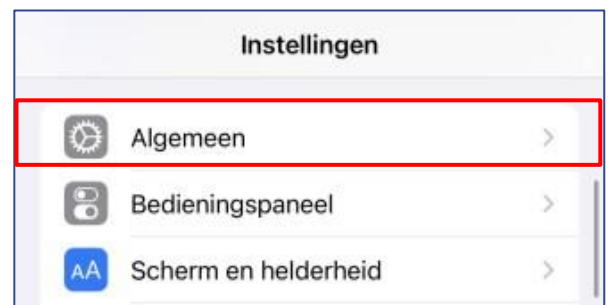 Instellingen
Algemeen
Bedieningspaneel
AA Scherm en helderheid